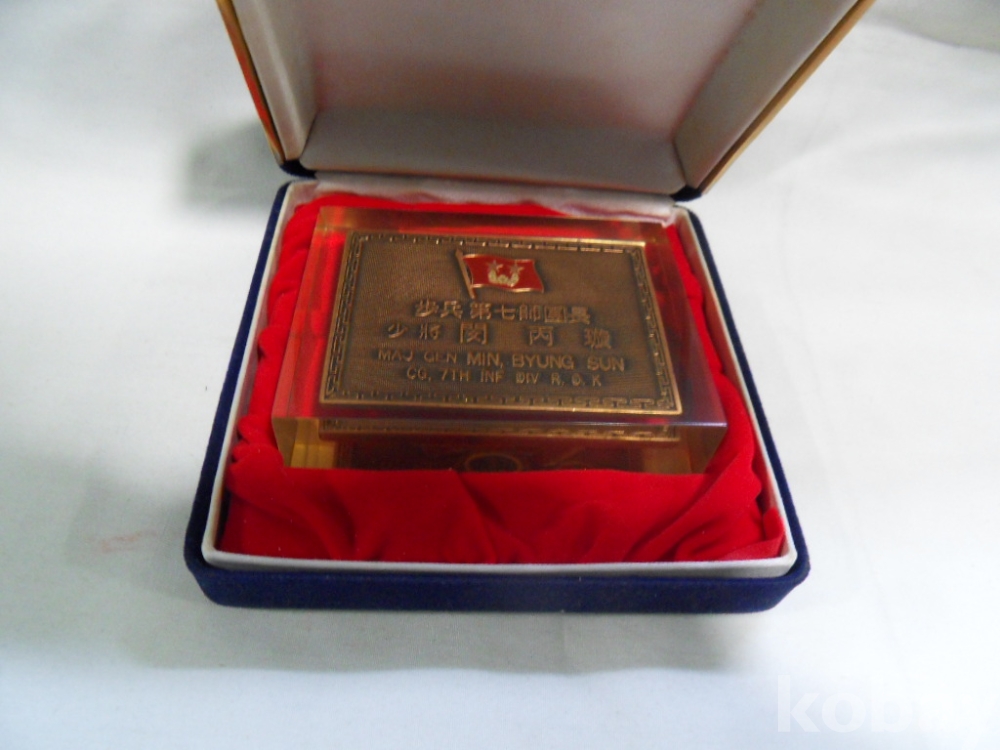 步兵 第七師團長
少將 閔 丙 璇
MAJ GEN MIN, BYUNG SUN
CG, 7TH INF DIV R.O.K